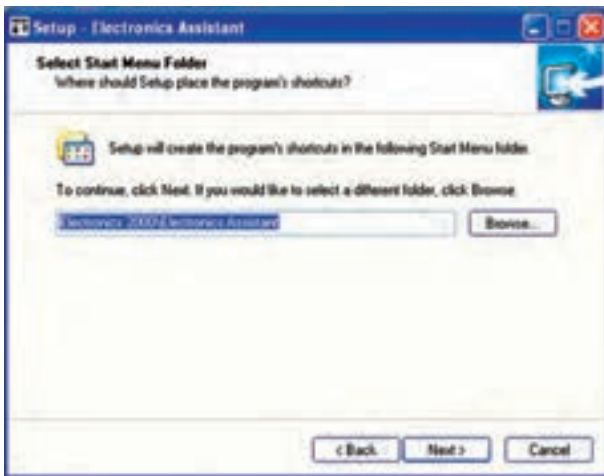 Setup - Electronics Assistant
Select Start Menu Folder
Where should Setup place the program's shortcuts?
Setup will create the program's shortcuts in the following Start Menu folder.
To continue, click Next. If you would like to select a different folder, click Browse.
Electronics 2000\Electronics Assistant
Browse...
< Back
Next >
Cancel